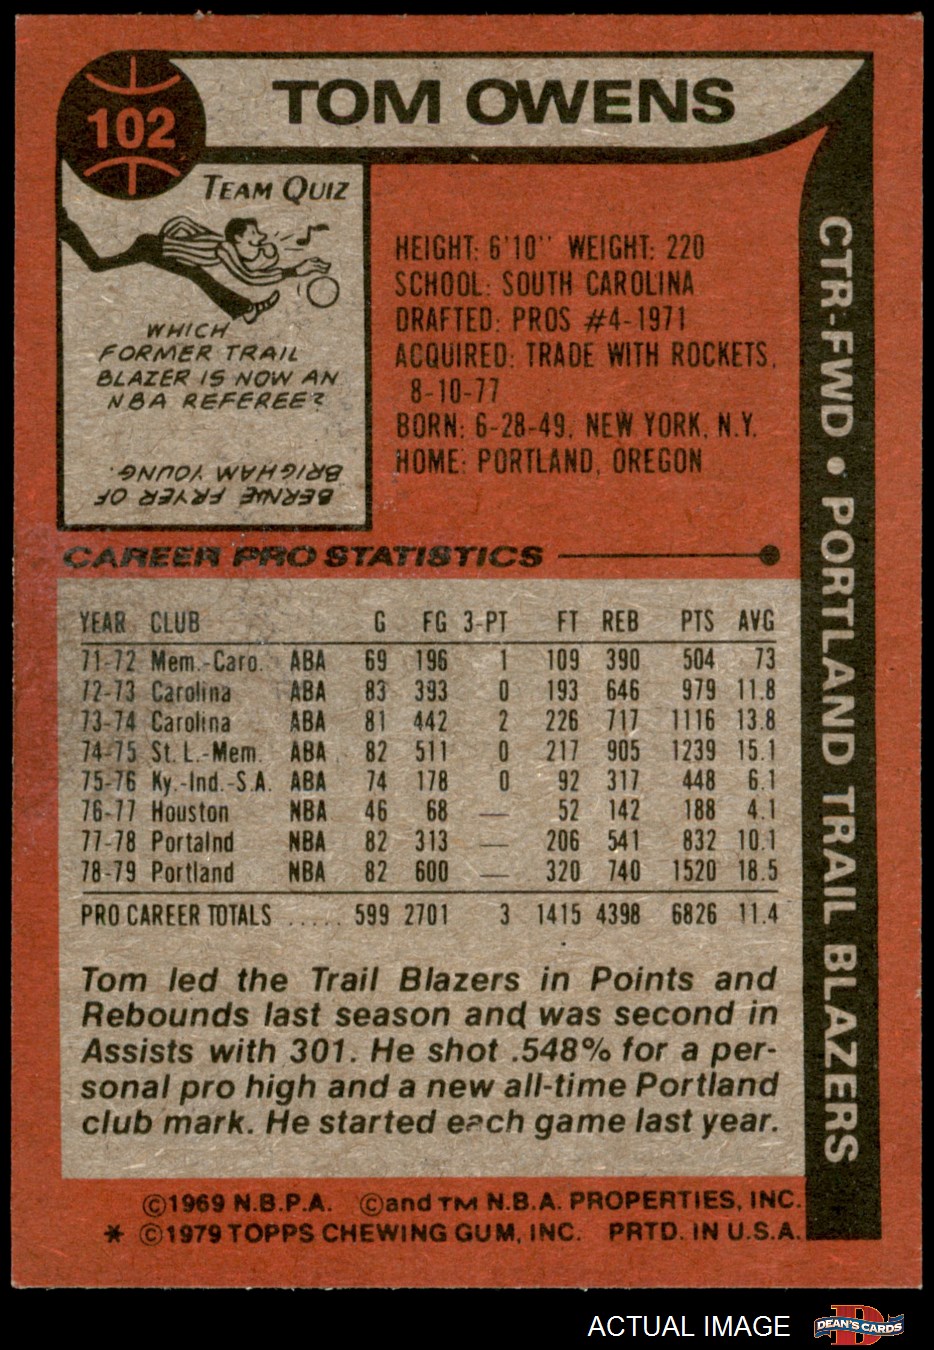 102
TOM OWENS
TEAM QUIZ
WHICH
FORMER TRAIL
BLAZER IS NOW AN
NBA REFEREE?
BERNIE FRYER OF
BRIGHAM YOUNG.
HEIGHT: 6'10" WEIGHT: 220
SCHOOL: SOUTH CAROLINA
DRAFTED: PROS #4-1971
ACQUIRED: TRADE WITH ROCKETS,
8-10-77
BORN: 6-28-49, NEW YORK, N.Y.
HOME: PORTLAND, OREGON
CTR-FWD • PORTLAND TRAIL BLAZERS
CAREER PRO STATISTICS
YEAR CLUB G FG 3-PT FT REB PTS AVG
71-72 Mem.-Caro. ABA 69 196 1 109 390 504 73
72-73 Carolina ABA 83 393 0 193 646 979 11.8
73-74 Carolina ABA 81 442 2 226 717 1116 13.8
74-75 St. L.-Mem. ABA 82 511 0 217 905 1239 15.1
75-76 Ky.-Ind.-S.A. ABA 74 178 0 92 317 448 6.1
76-77 Houston NBA 46 68 — 52 142 188 4.1
77-78 Portalnd NBA 82 313 — 206 541 832 10.1
78-79 Portland NBA 82 600 — 320 740 1520 18.5
PRO CAREER TOTALS ..... 599 2701 3 1415 4398 6826 11.4
Tom led the Trail Blazers in Points and
Rebounds last season and was second in
Assists with 301. He shot .548% for a per-
sonal pro high and a new all-time Portland
club mark. He started each game last year.
©1969 N.B.P.A. ©and TM N.B.A. PROPERTIES, INC.
* ©1979 TOPPS CHEWING GUM, INC. PRTD. IN U.S.A.
ACTUAL IMAGE
DEAN'S CARDS